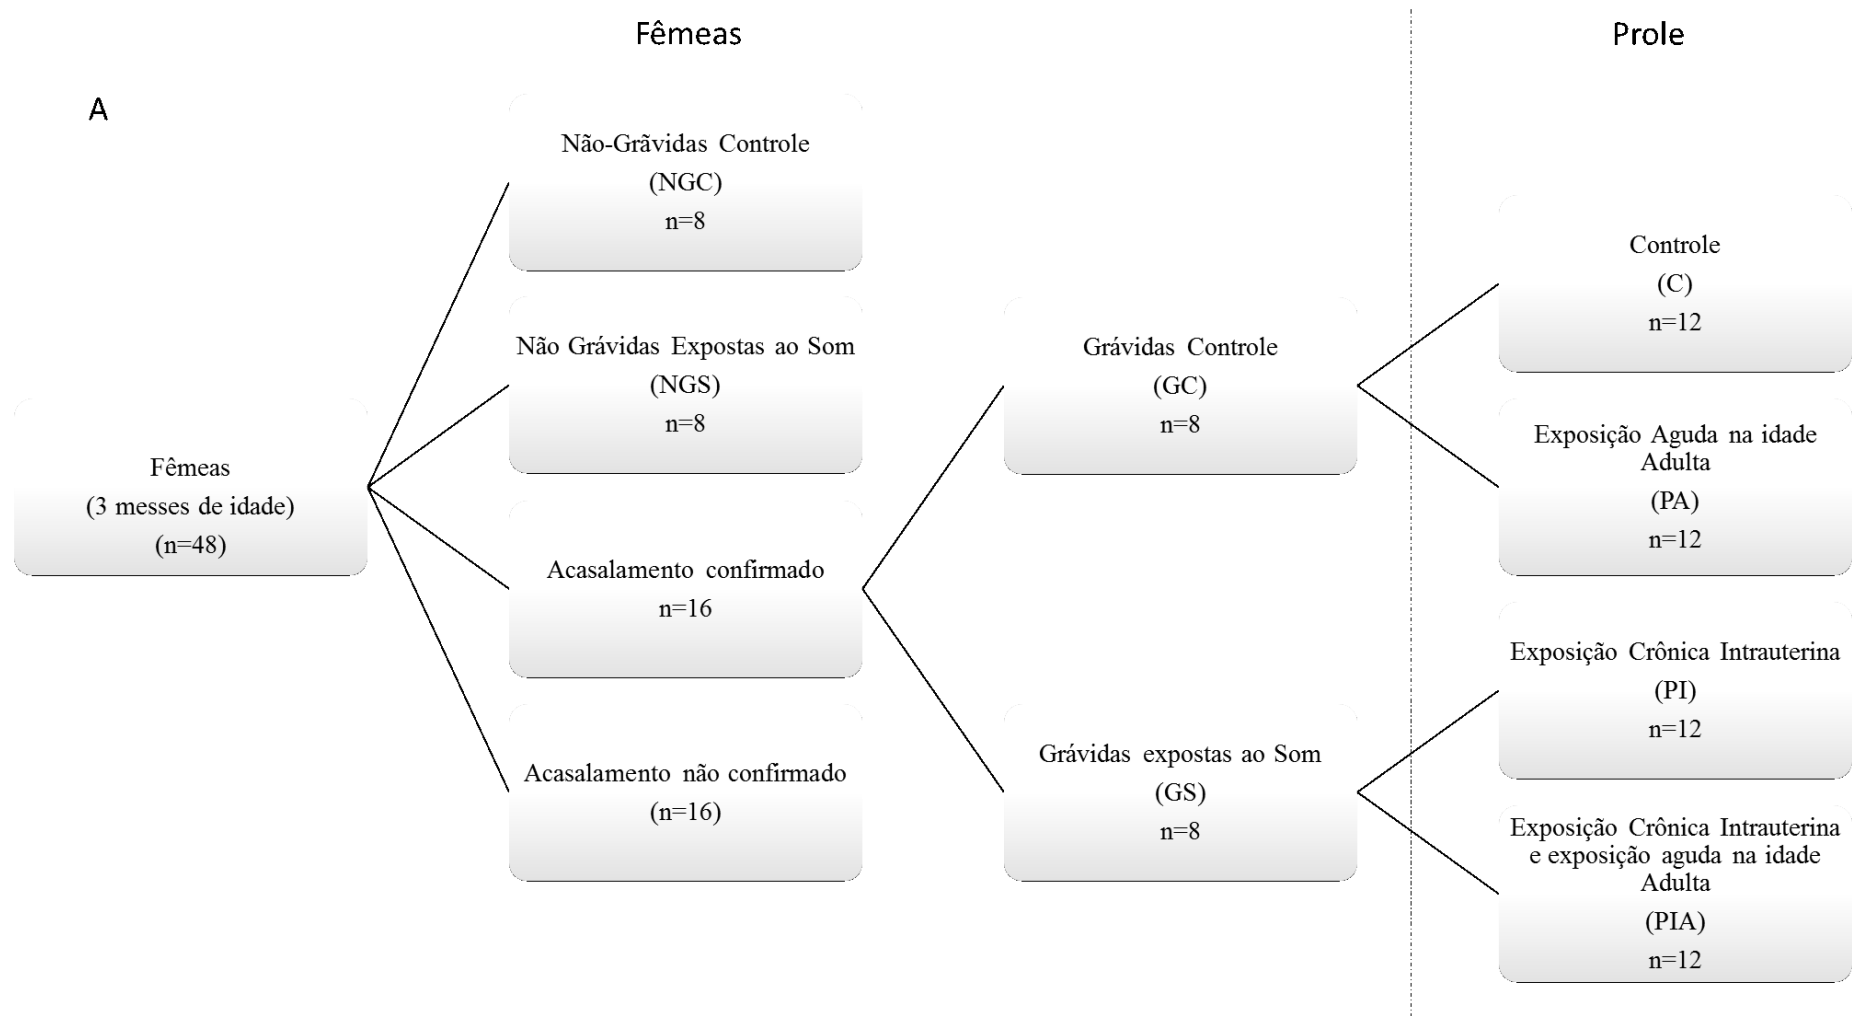 Fêmeas
Prole
A
Fêmeas
(3 messes de idade)
(n=48)
Não-Grãvidas Controle
(NGC)
n=8
Não Grávidas Expostas ao Som
(NGS)
n=8
Acasalamento confirmado
n=16
Acasalamento não confirmado
(n=16)
Grávidas Controle
(GC)
n=8
Grávidas expostas ao Som
(GS)
n=8
Controle
(C)
n=12
Exposição Aguda na idade
Adulta
(PA)
n=12
Exposição Crônica Intrauterina
(PI)
n=12
Exposição Crônica Intrauterina
e exposição aguda na idade
Adulta
(PIA)
n=12